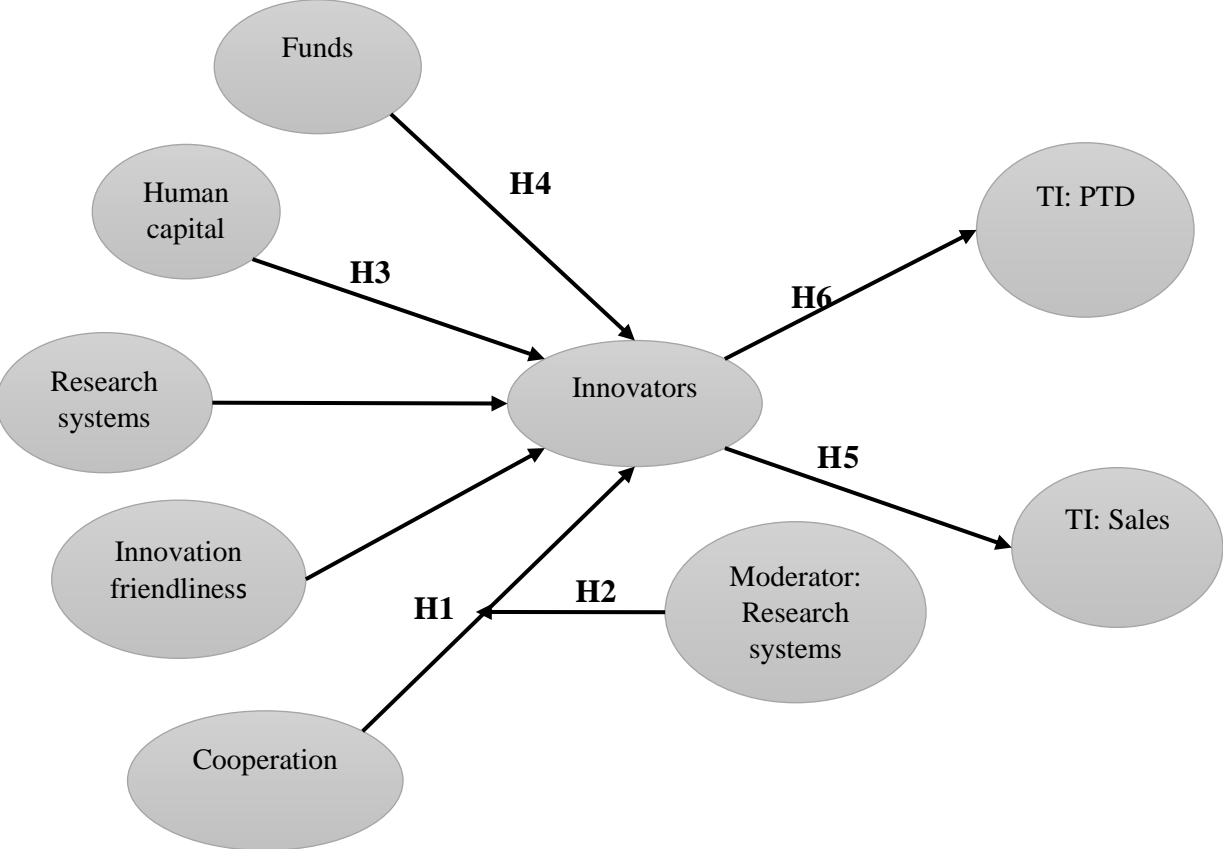 Funds
H4
Human
capital
H3
TI: PTD
H6
Research
systems
Innovators
H5
TI: Sales
Innovation
friendliness
H1
H2
Moderator:
Research
systems
Cooperation